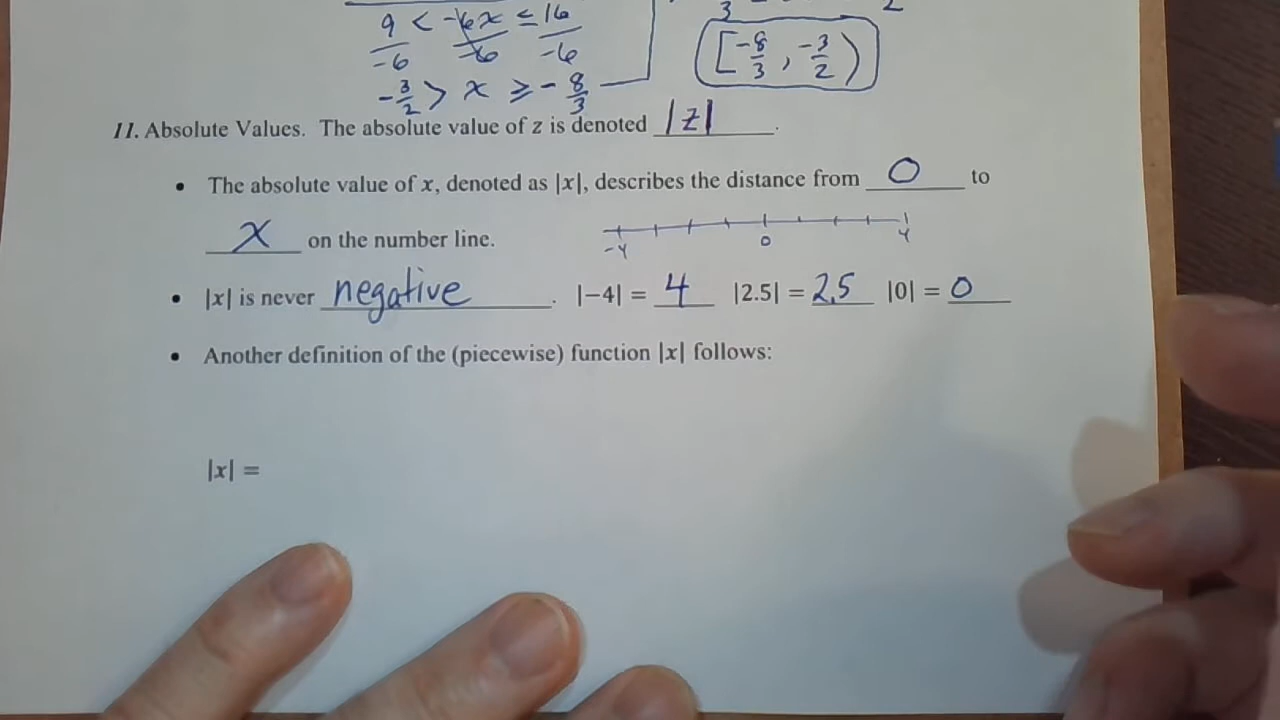 9 < -6x ≤ 16
-6 -6 -6
-3/2 > x ≥ -8/3
3 2
[-8/3, -3/2)
11. Absolute Values. The absolute value of z is denoted |z|.
• The absolute value of x, denoted as |x|, describes the distance from 0 to
x on the number line.
-4 0 4
• |x| is never negative. |−4| = 4 |2.5| = 2.5 |0| = 0
• Another definition of the (piecewise) function |x| follows:
|x| =